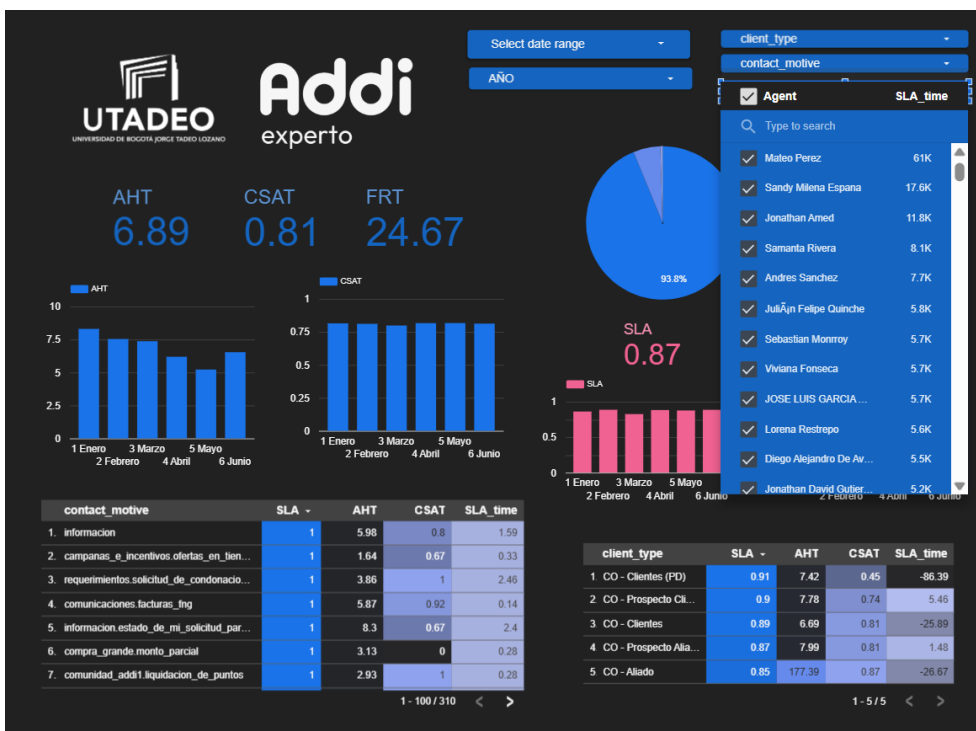 Select date range
AÑO
client_type
contact_motive
UTADEO
UNIVERSIDAD DE BOGOTÁ JORGE TADEO LOZANO
Addi
experto
Agent SLA_time
Type to search
Mateo Perez 61K
Sandy Milena Espana 17.6K
Jonathan Amed 11.8K
Samanta Rivera 8.1K
Andres Sanchez 7.7K
JuliÃ¡n Felipe Quinche 5.8K
Sebastian Monrroy 5.7K
Viviana Fonseca 5.7K
JOSE LUIS GARCIA ... 5.7K
Lorena Restrepo 5.6K
Diego Alejandro De Av... 5.5K
Jonathan David Gutier... 5.2K
AHT CSAT FRT
6.89 0.81 24.67
93.8%
AHT
10
7.5
5
2.5
0
1 Enero 3 Marzo 5 Mayo
2 Febrero 4 Abril 6 Junio
CSAT
1
0.75
0.5
0.25
0
1 Enero 3 Marzo 5 Mayo
2 Febrero 4 Abril 6 Junio
SLA
0.87
SLA
1
0.5
0
1 Enero 3 Marzo 5 Mayo
2 Febrero 4 Abril 6 Junio
2 Febrero 4 Abril 6 Junio
contact_motive SLA AHT CSAT SLA_time
1. informacion 1 5.98 0.8 1.59
2. campanas_e_incentivos.ofertas_en_tien... 1 1.64 0.67 0.33
3. requerimientos.solicitud_de_condonacio... 1 3.86 1 2.46
4. comunicaciones.facturas_fng 1 5.87 0.92 0.14
5. informacion.estado_de_mi_solicitud_par... 1 8.3 0.67 2.4
6. compra_grande.monto_parcial 1 3.13 0 0.28
7. comunidad_addi1.liquidacion_de_puntos 1 2.93 1 0.28
1 - 100 / 310 < >
client_type SLA AHT CSAT SLA_time
1. CO - Clientes (PD) 0.91 7.42 0.45 -86.39
2. CO - Prospecto Cli... 0.9 7.78 0.74 5.46
3. CO - Clientes 0.89 6.69 0.81 -25.89
4. CO - Prospecto Alia... 0.87 7.99 0.81 1.48
5. CO - Aliado 0.85 177.39 0.87 -26.67
1 - 5 / 5 < >